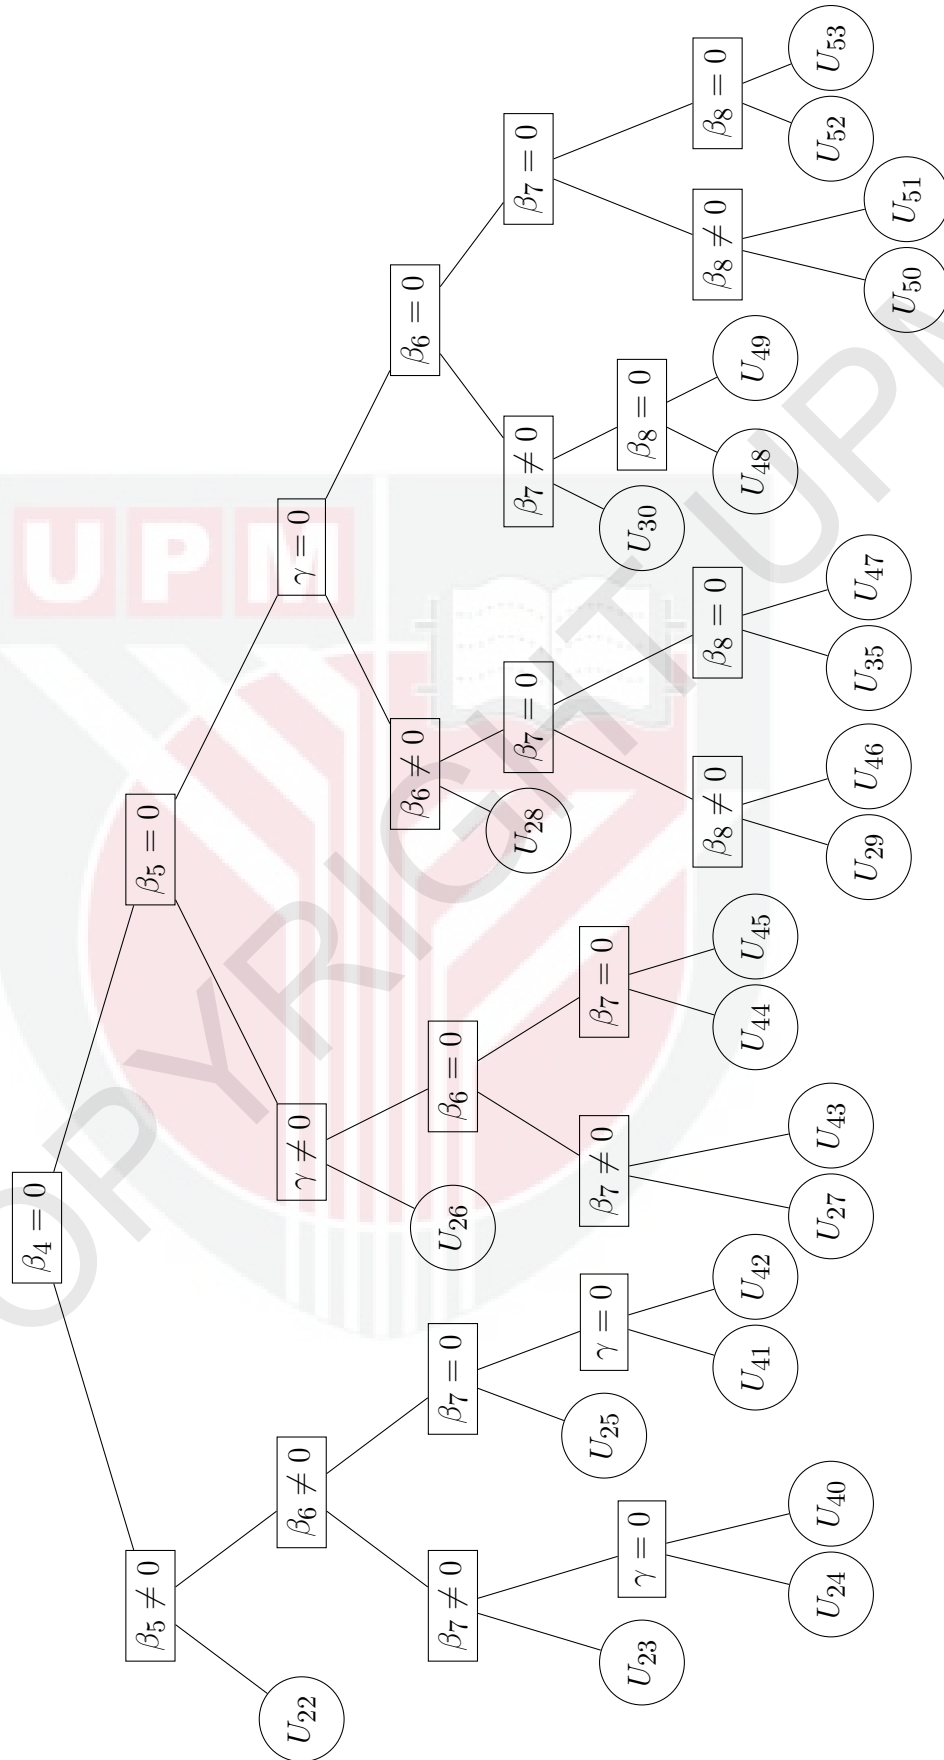 β₄ = 0
β₅ ≠ 0
β₅ = 0
U₂₂
β₆ ≠ 0
γ ≠ 0
γ = 0
β₇ ≠ 0
β₇ = 0
U₂₆
β₆ = 0
β₆ ≠ 0
β₆ = 0
U₂₃
γ = 0
U₂₅
γ = 0
β₇ ≠ 0
β₇ = 0
U₂₈
β₇ = 0
β₇ ≠ 0
β₇ = 0
U₂₄
U₄₀
U₄₁
U₄₂
U₂₇
U₄₃
U₄₄
U₄₅
β₈ ≠ 0
β₈ = 0
U₃₀
β₈ = 0
β₈ ≠ 0
β₈ = 0
U₂₉
U₄₆
U₃₅
U₄₇
U₄₈
U₄₉
U₅₀
U₅₁
U₅₂
U₅₃
UPM
COPYRIGHT UPM